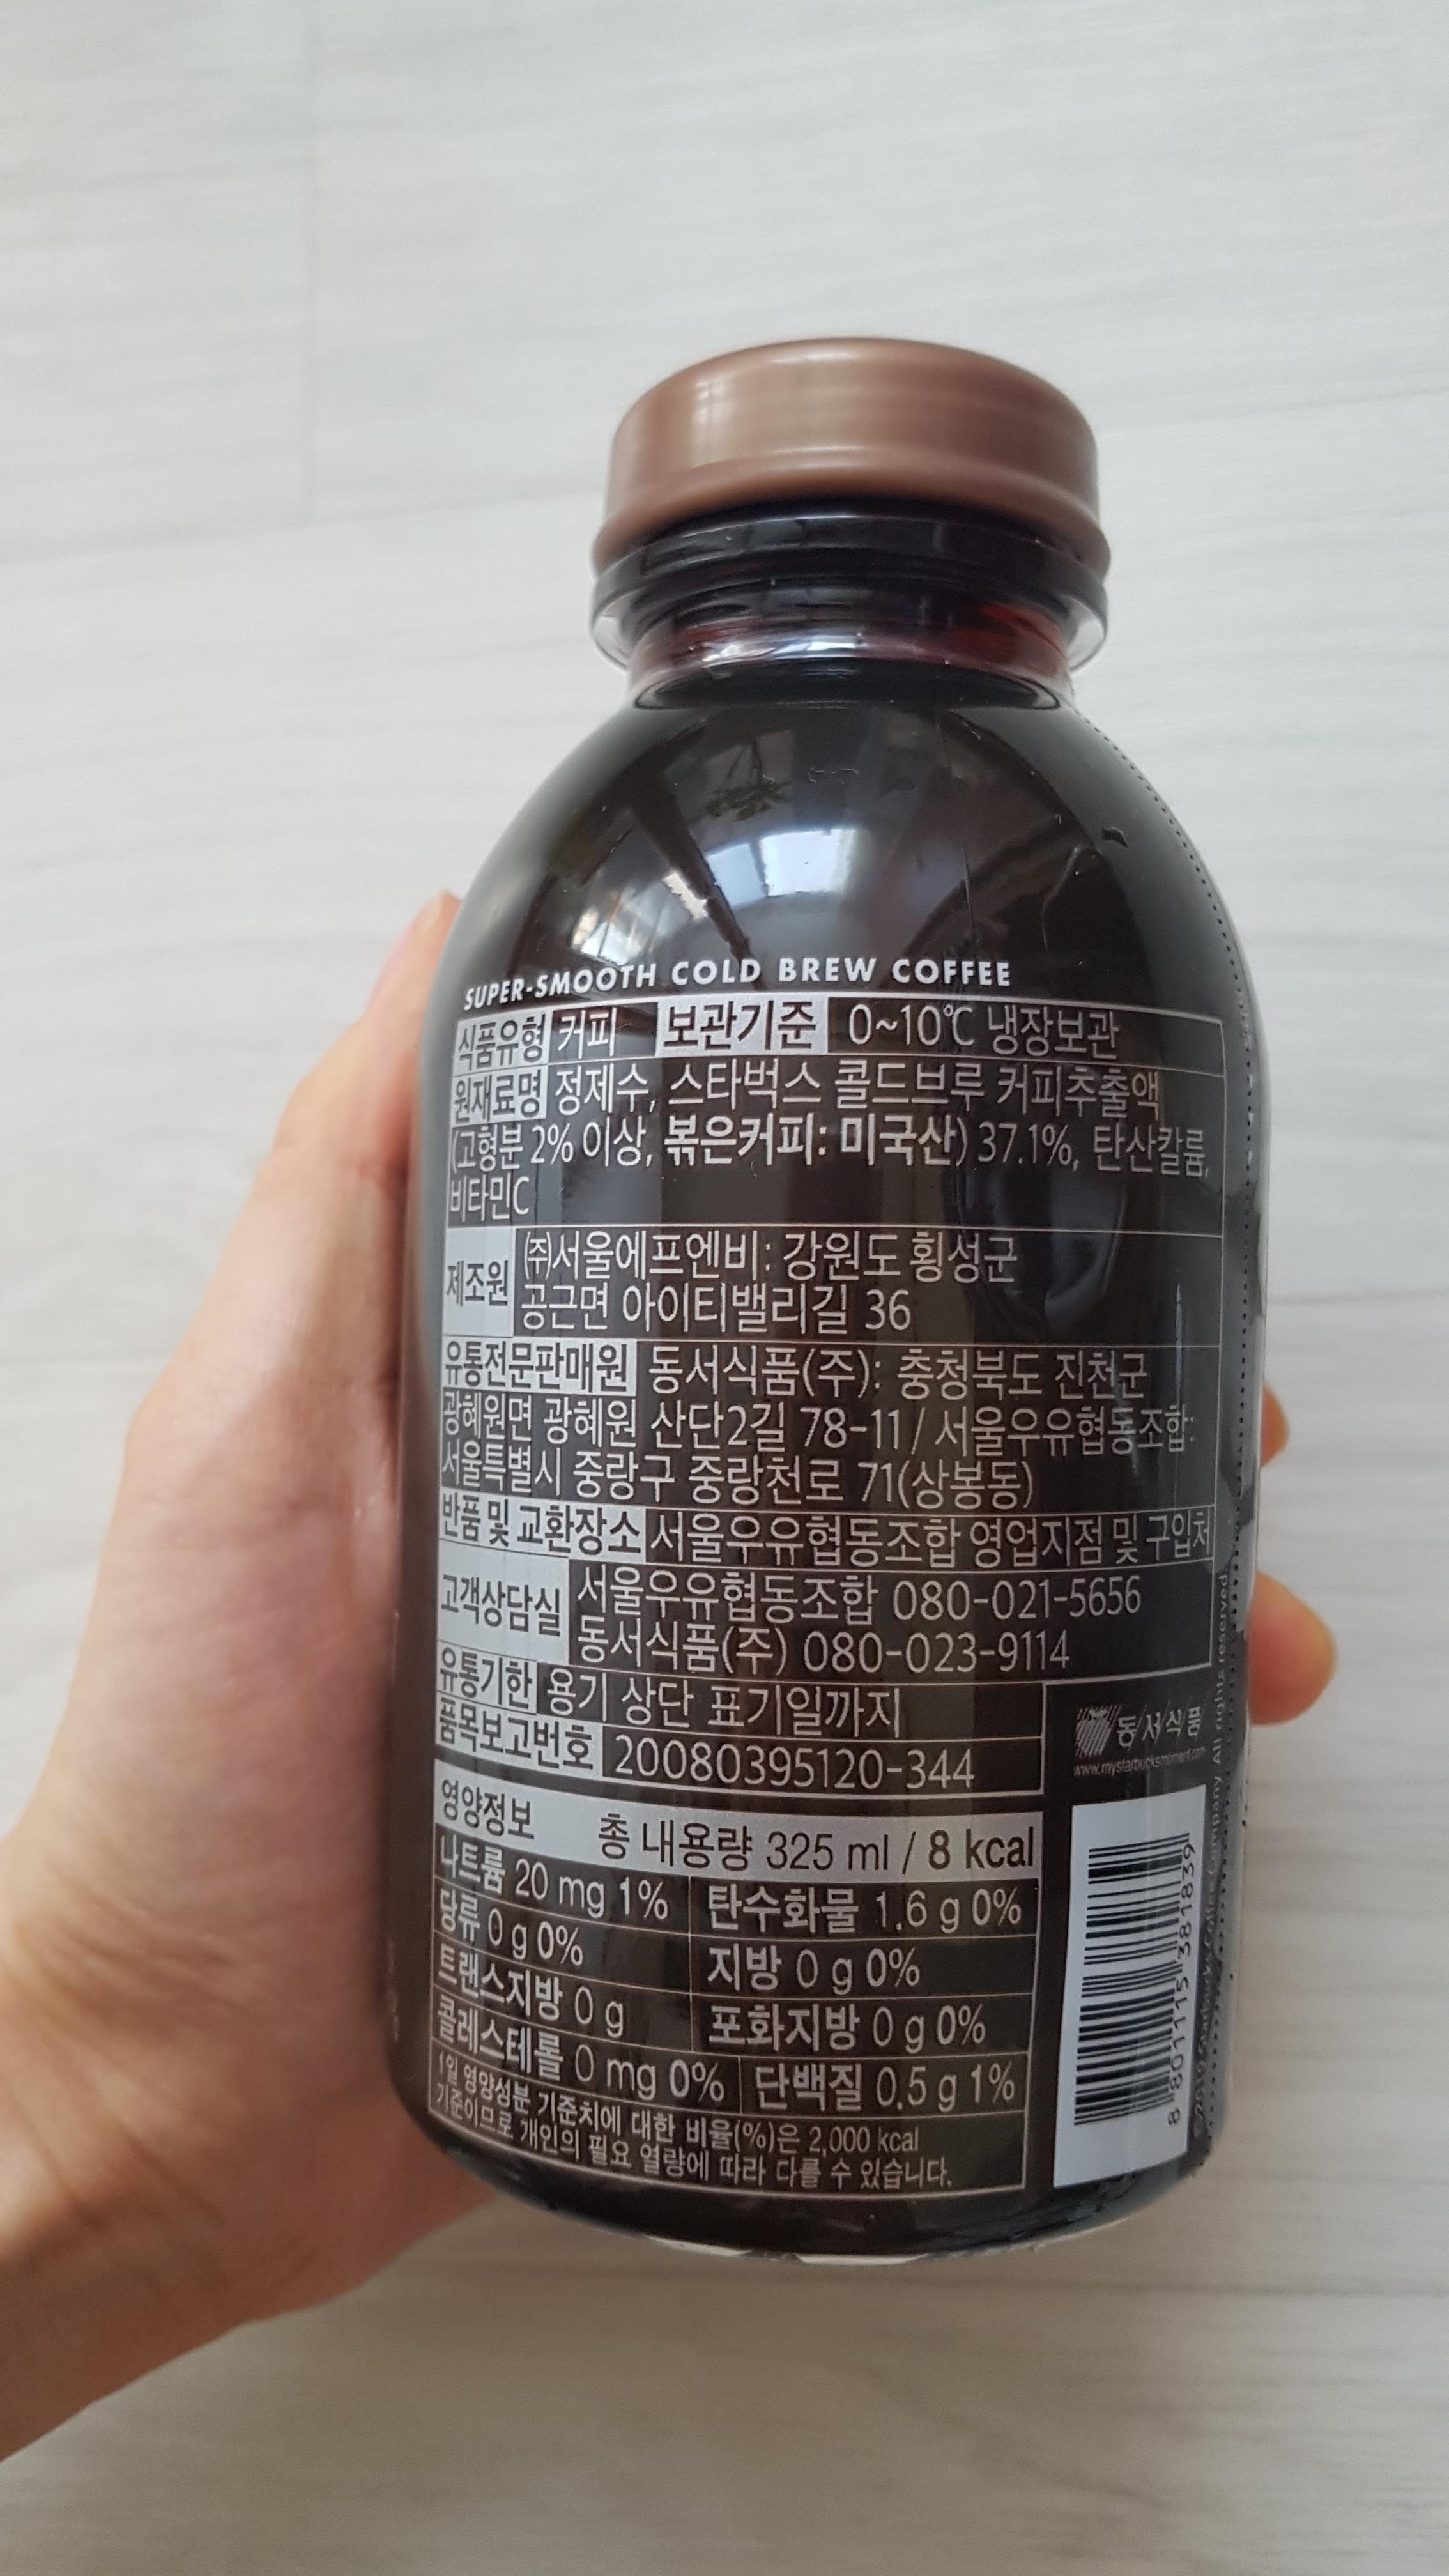 SUPER-SMOOTH COLD BREW COFFEE
식품유형 커피 보관기준 0~10℃ 냉장보관
원재료명 정제수, 스타벅스 콜드브루 커피추출액
(고형분 2% 이상, 볶은커피: 미국산) 37.1%, 탄산칼륨,
비타민C
제조원 (주)서울에프엔비: 강원도 횡성군
공근면 아이티밸리길 36
유통전문판매원 동서식품(주): 충청북도 진천군
광혜원면 광혜원 산단2길 78-11/ 서울우유협동조합:
서울특별시 중랑구 중랑천로 71(상봉동)
반품 및 교환장소 서울우유협동조합 영업지점 및 구입처
고객상담실 서울우유협동조합 080-021-5656
동서식품(주) 080-023-9114
유통기한 용기 상단 표기일까지
품목보고번호 20080395120-344
동서식품
www.mystarbucksmoment.com
영양정보 총 내용량 325 ml / 8 kcal
나트륨 20 mg 1% 탄수화물 1.6 g 0%
당류 0 g 0% 지방 0 g 0%
트랜스지방 0 g 포화지방 0 g 0%
콜레스테롤 0 mg 0% 단백질 0.5 g 1%
1일 영양성분 기준치에 대한 비율(%)은 2,000 kcal
기준이므로 개인의 필요 열량에 따라 다를 수 있습니다.
8 801115 381839
Starbucks Coffee Company. All rights reserved.